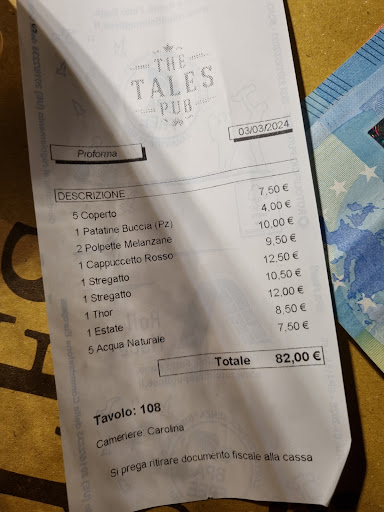 THE
TALES
PUB
03/03/2024
Proforma
DESCRIZIONE
5 Coperto 7,50 €
1 Patatine Buccia (Pz) 4,00 €
2 Polpette Melanzane 10,00 €
1 Cappuccetto Rosso 9,50 €
1 Stregatto 12,50 €
1 Stregatto 10,50 €
1 Thor 12,00 €
1 Estate 8,50 €
5 Acqua Naturale 7,50 €
Totale 82,00 €
Tavolo: 108
Cameriere: Carolina
Si prega ritirare documento fiscale alla cassa